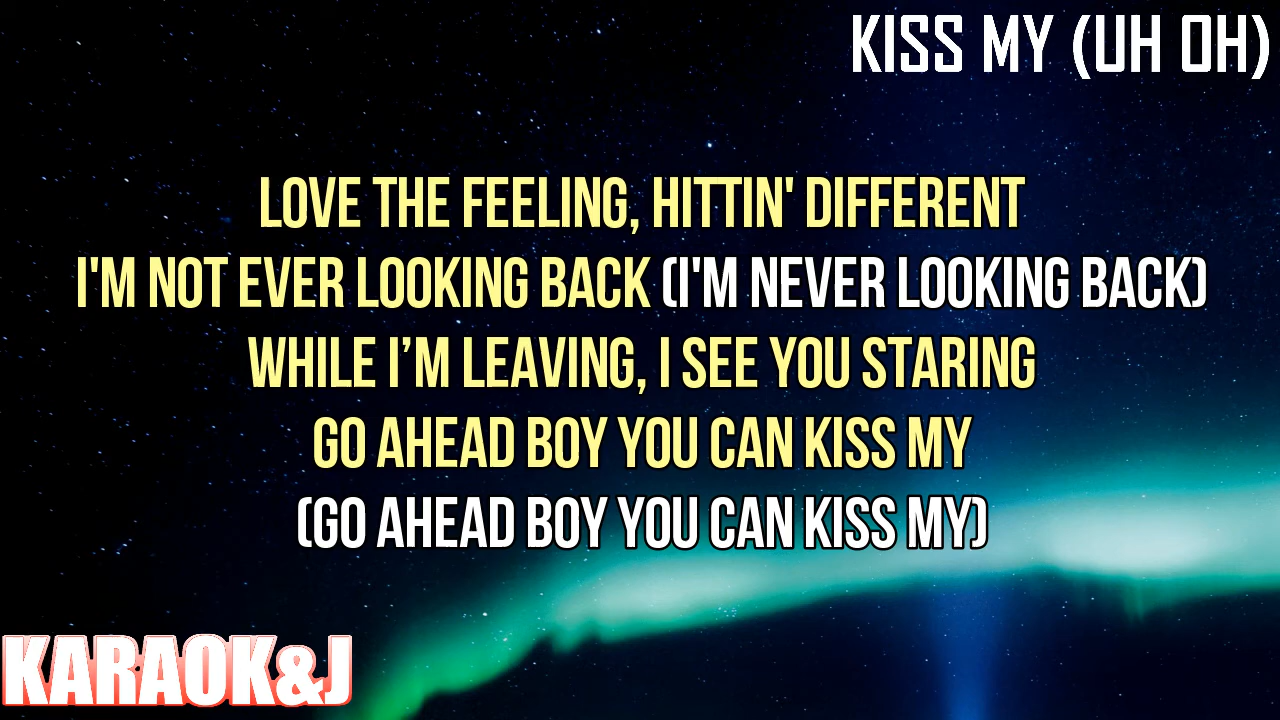 KISS MY (UH OH)
LOVE THE FEELING, HITTIN' DIFFERENT
I'M NOT EVER LOOKING BACK (I'M NEVER LOOKING BACK)
WHILE I’M LEAVING, I SEE YOU STARING
GO AHEAD BOY YOU CAN KISS MY
(GO AHEAD BOY YOU CAN KISS MY)
KARAOK&J